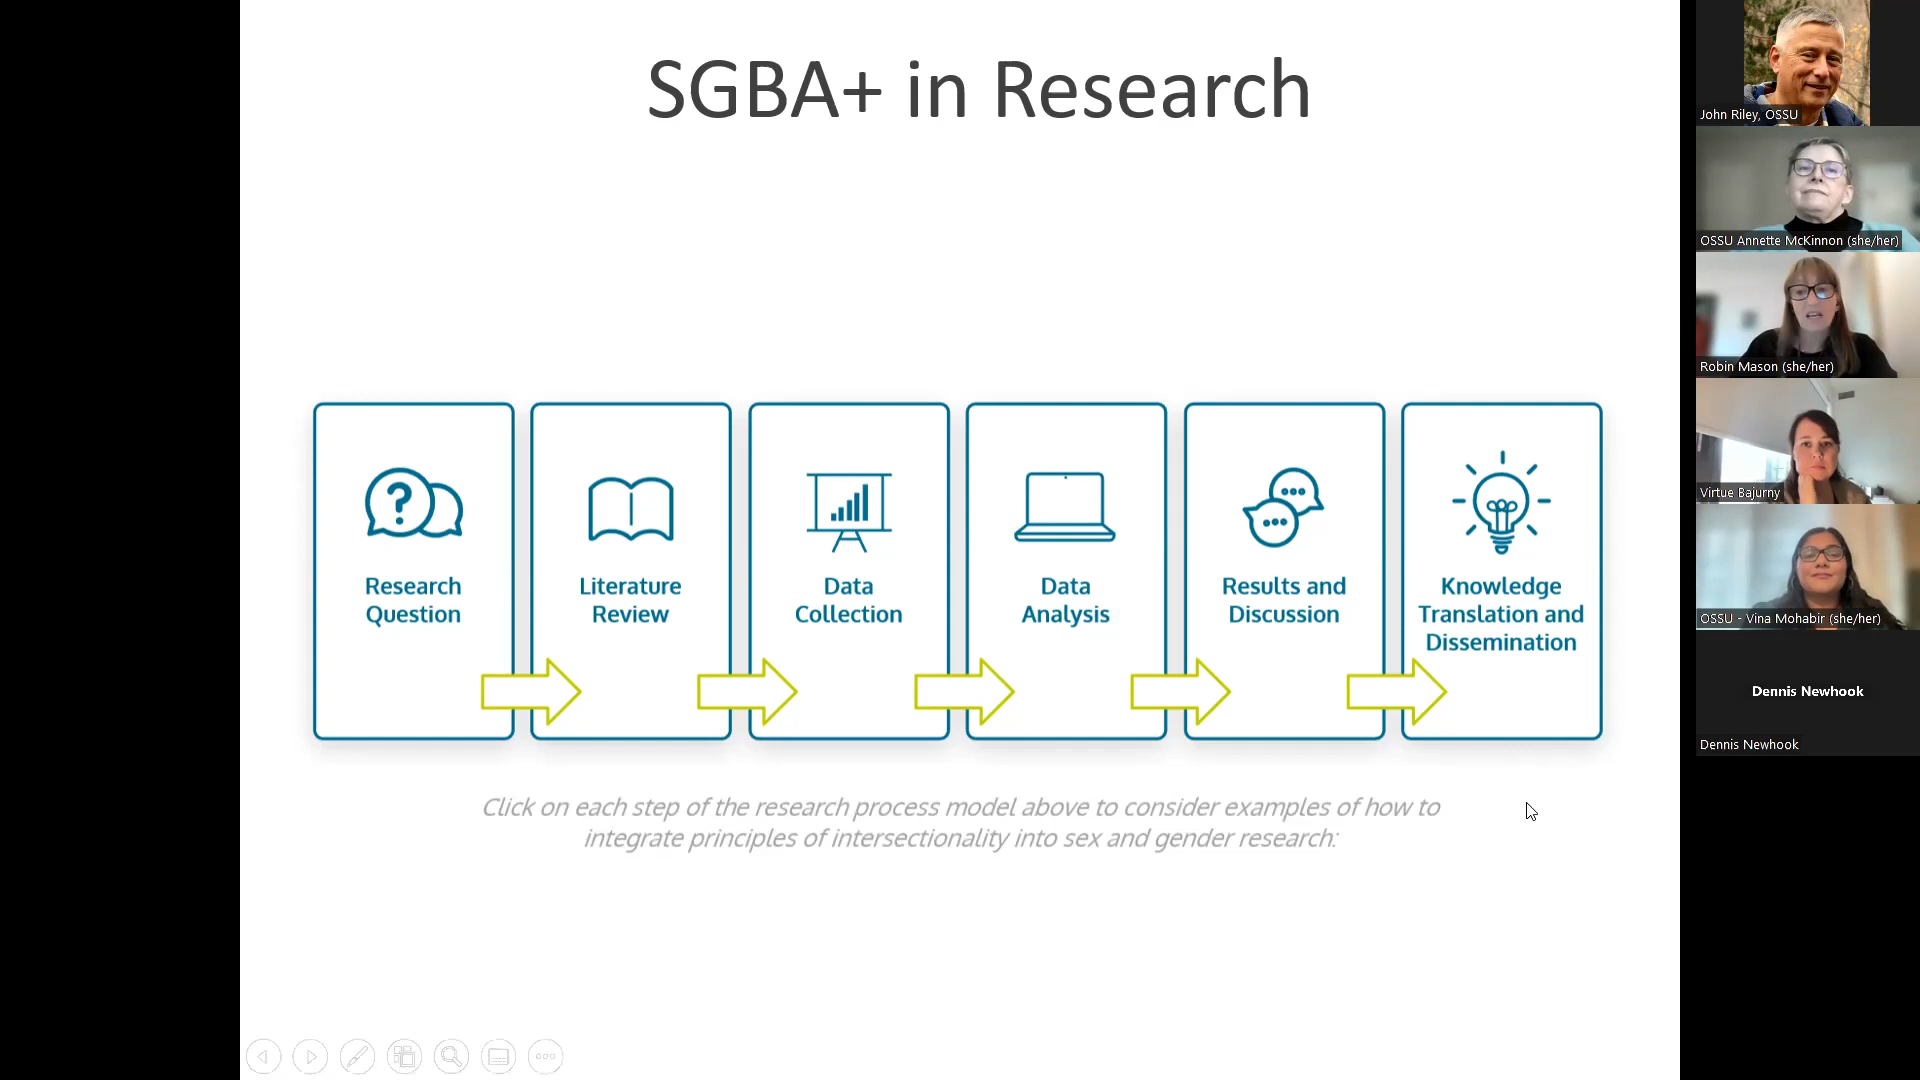 SGBA+ in Research
Research
Question
Literature
Review
Data
Collection
Data
Analysis
Results and
Discussion
Knowledge
Translation and
Dissemination
Click on each step of the research process model above to consider examples of how to
integrate principles of intersectionality into sex and gender research:
John Riley, OSSU
OSSU Annette McKinnon (she/her)
Robin Mason (she/her)
Virtue Bajurny
OSSU - Vina Mohabir (she/her)
Dennis Newhook
Dennis Newhook